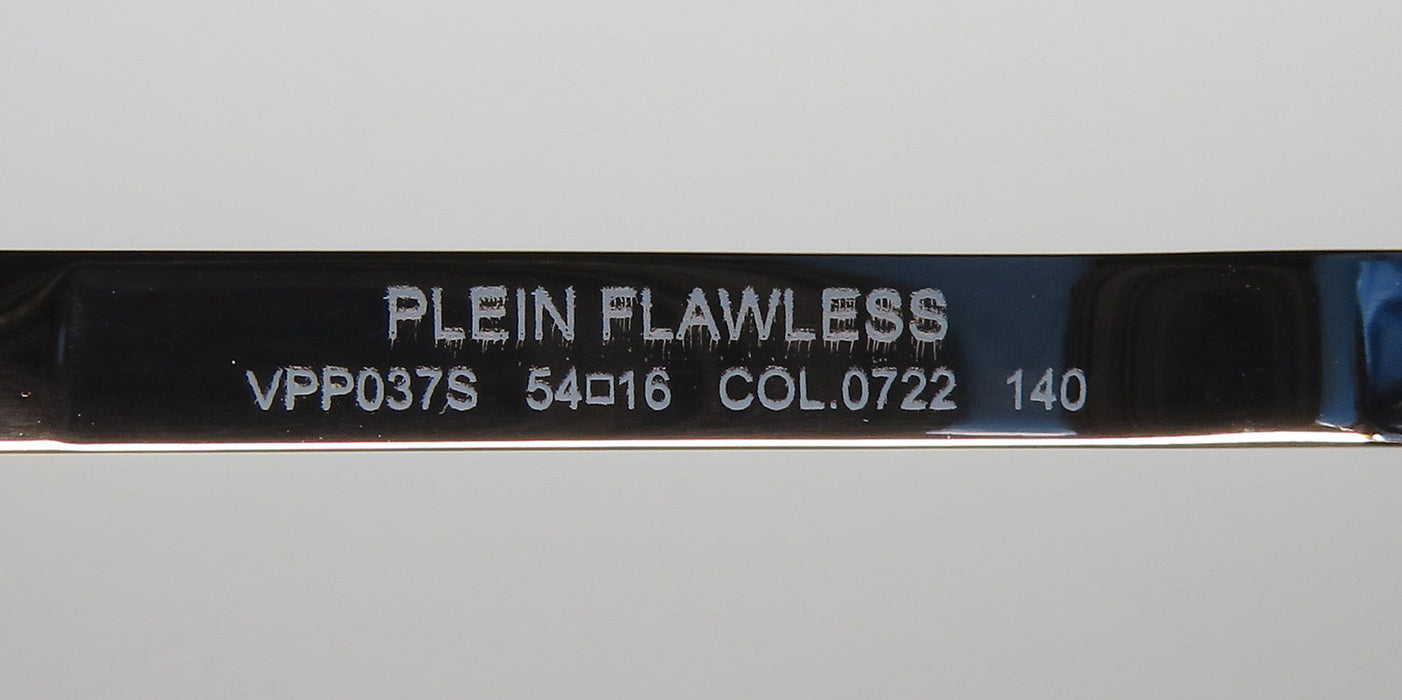 PLEIN FLAWLESS
VPP037S 54□16 COL.0722 140